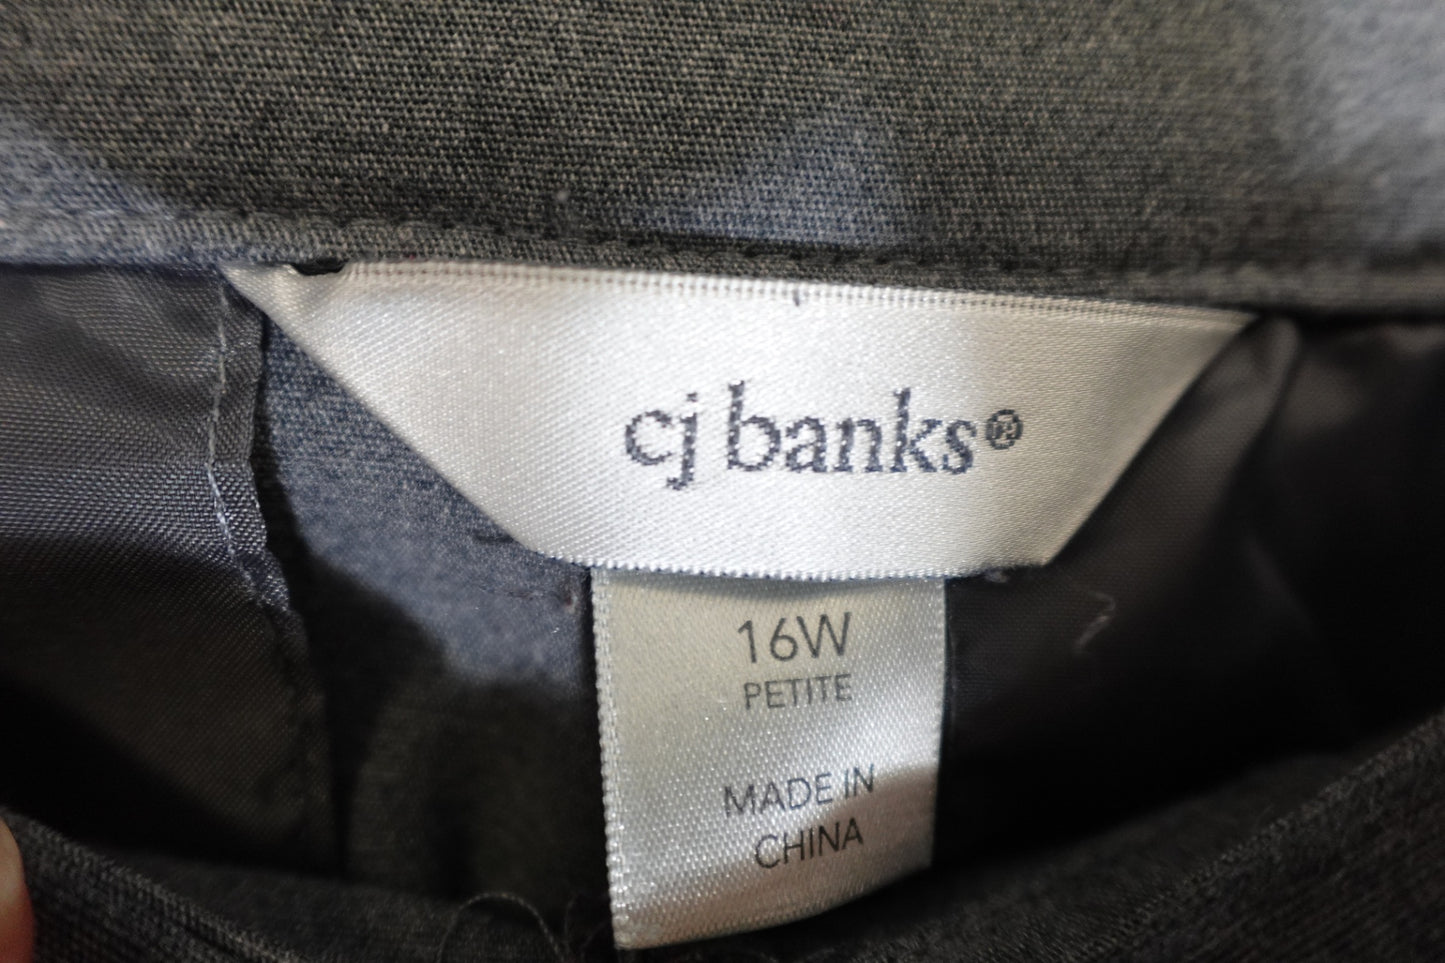 cj banks®
16W
PETITE
MADE IN
CHINA